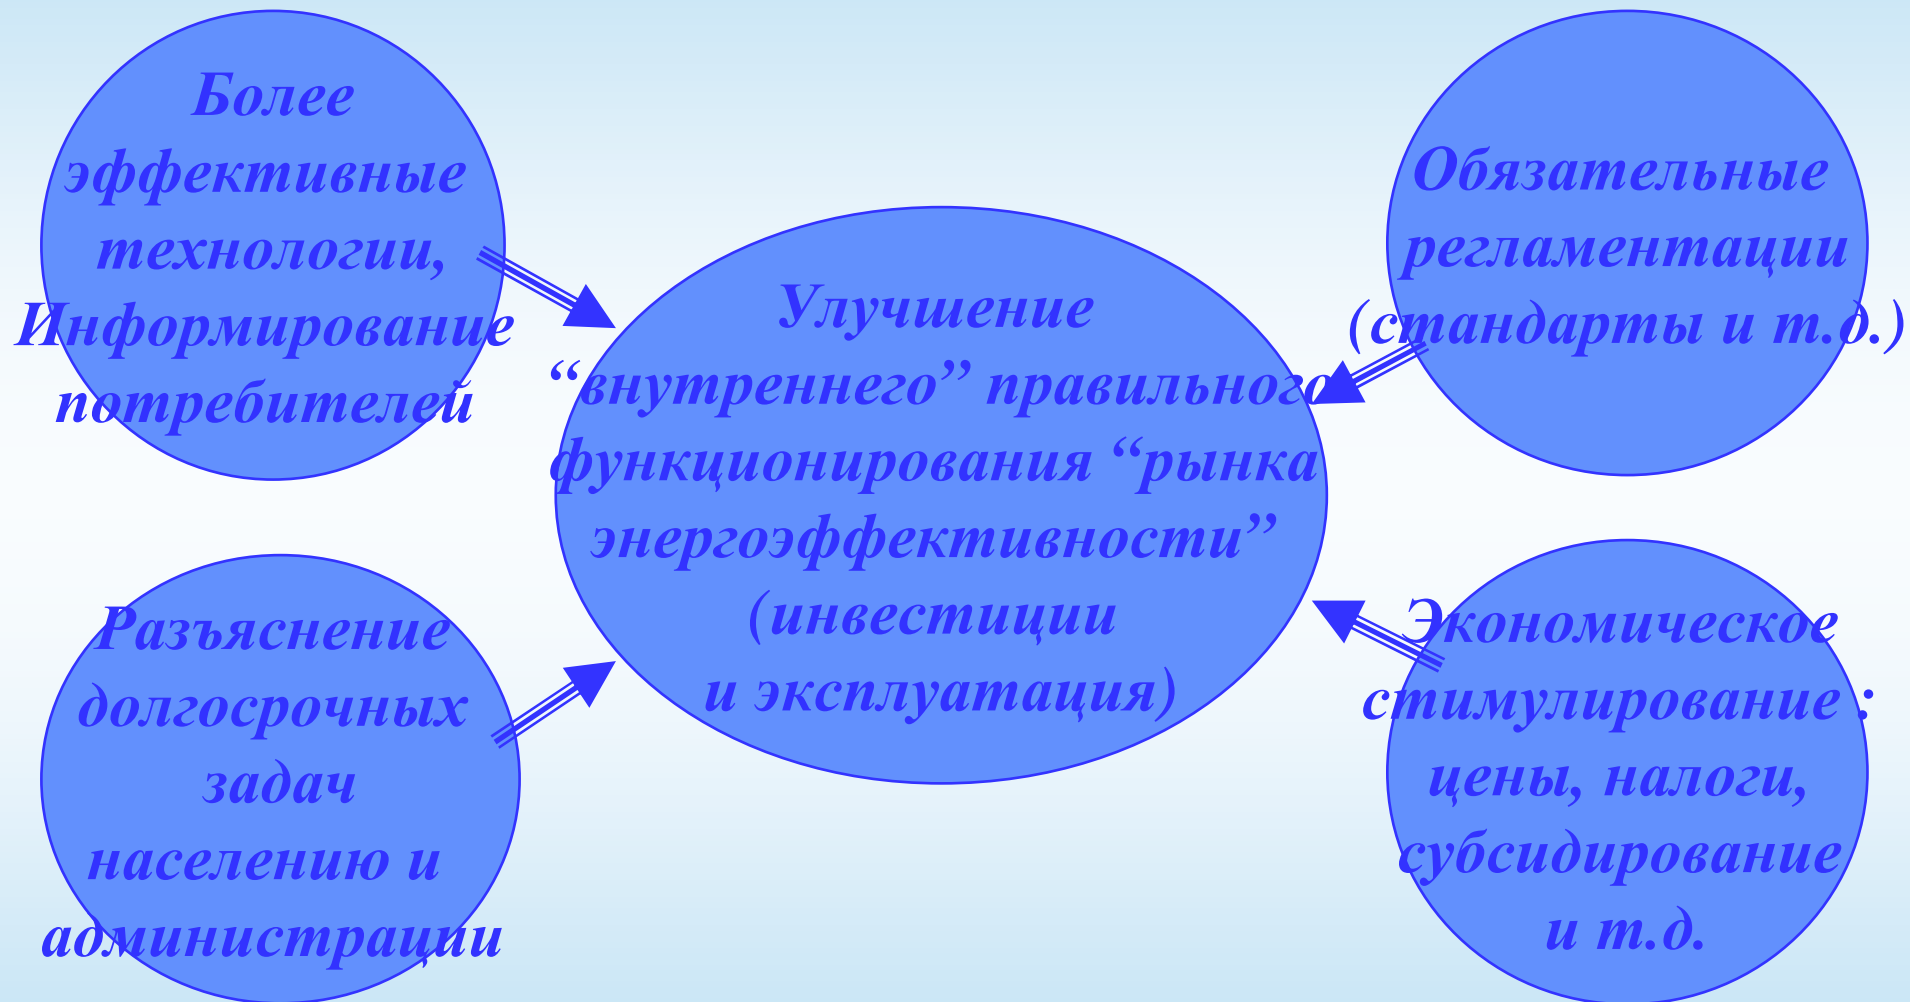 Более
эффективные
технологии,
Информирование
потребителей
Обязательные
регламентации
(стандарты и т.д.)
Улучшение
“внутреннего” правильного
функционирования “рынка
энергоэффективности”
(инвестиции
и эксплуатация)
Разъяснение
долгосрочных
задач
населению и
администрации
Экономическое
стимулирование :
цены, налоги,
субсидирование
и т.д.